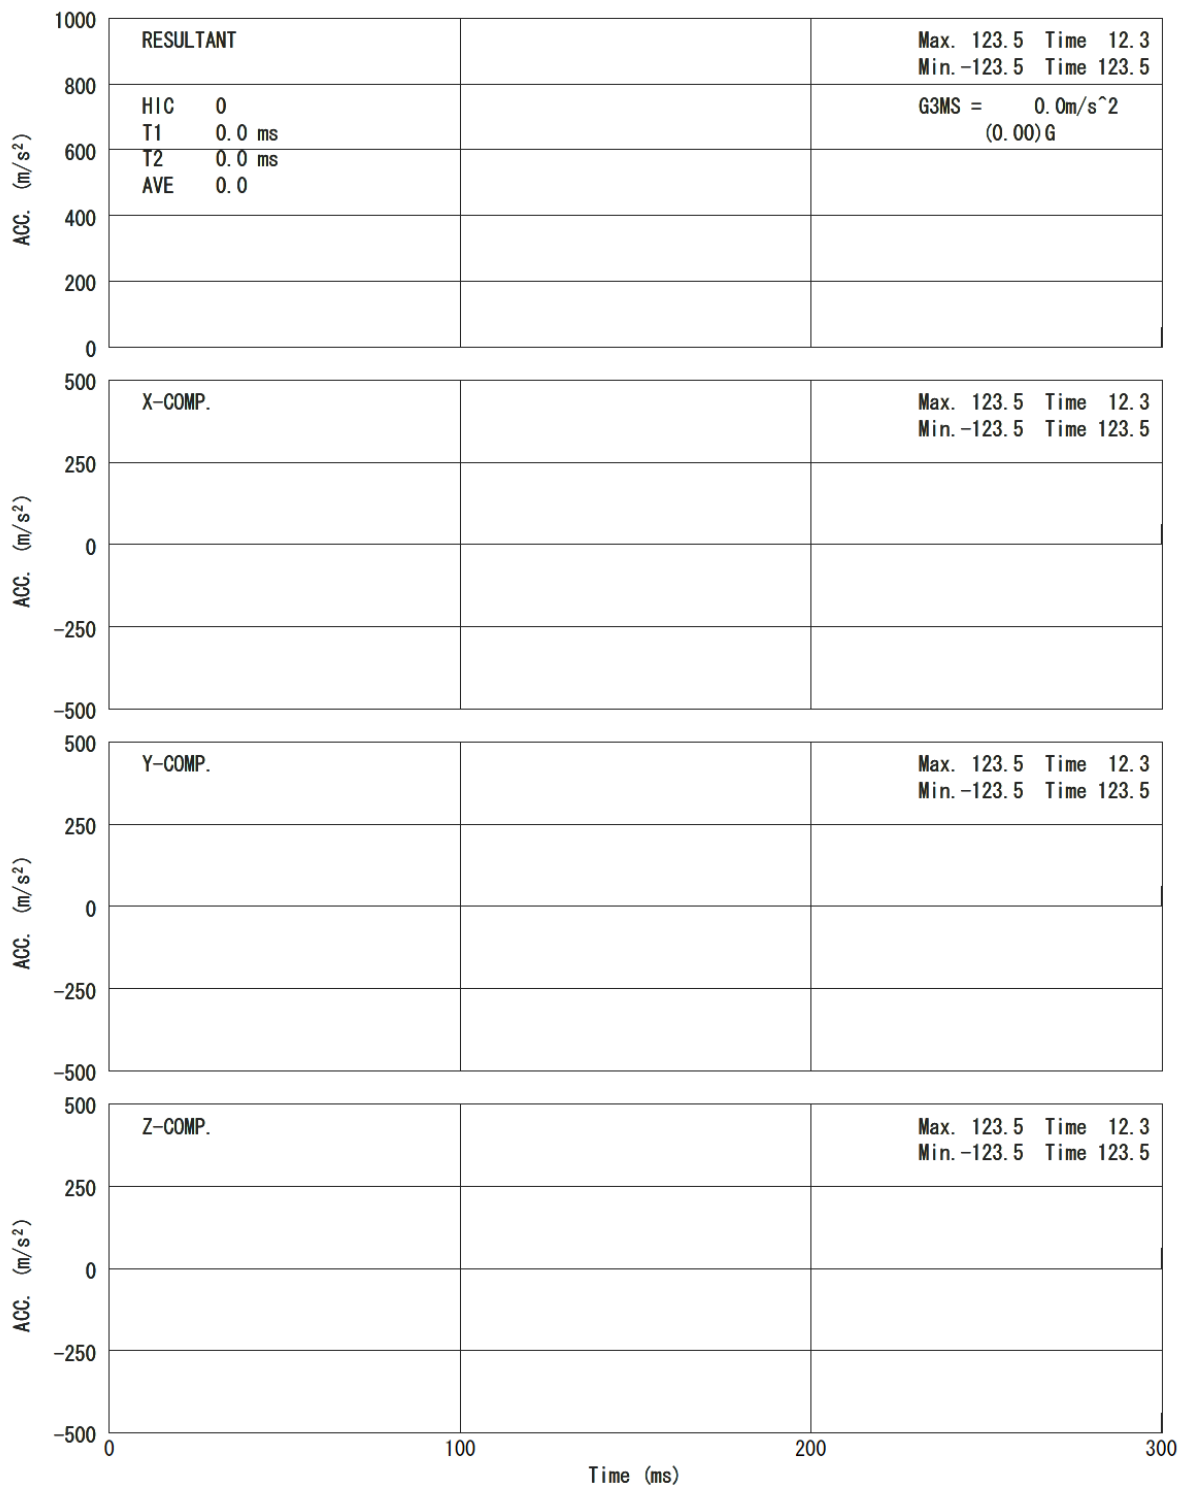 1000
RESULTANT
Max. 123.5 Time 12.3
Min.-123.5 Time 123.5
800
HIC 0
G3MS = 0.0m/s^2
T1 0.0 ms
(0.00)G
600
T2 0.0 ms
AVE 0.0
ACC. (m/s²)
400
200
0
500
X-COMP.
Max. 123.5 Time 12.3
Min.-123.5 Time 123.5
250
ACC. (m/s²)
0
-250
-500
500
Y-COMP.
Max. 123.5 Time 12.3
Min.-123.5 Time 123.5
250
ACC. (m/s²)
0
-250
-500
500
Z-COMP.
Max. 123.5 Time 12.3
Min.-123.5 Time 123.5
250
ACC. (m/s²)
0
-250
-500
0 100 200 300
Time (ms)